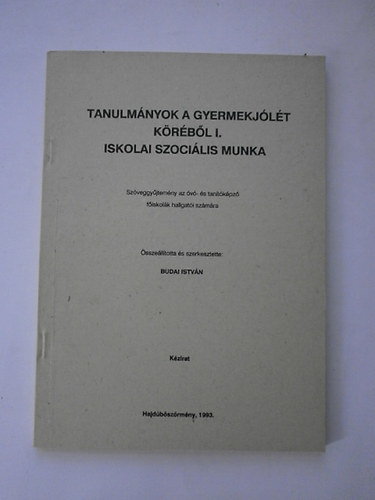 TANULMÁNYOK A GYERMEKJÓLÉT
KÖRÉBŐL I.
ISKOLAI SZOCIÁLIS MUNKA
Szöveggyűjtemény az óvó- és tanítóképző
főiskolák hallgatói számára
Összeállította és szerkesztette:
BUDAI ISTVÁN
Kézirat
Hajdúböszörmény, 1993.